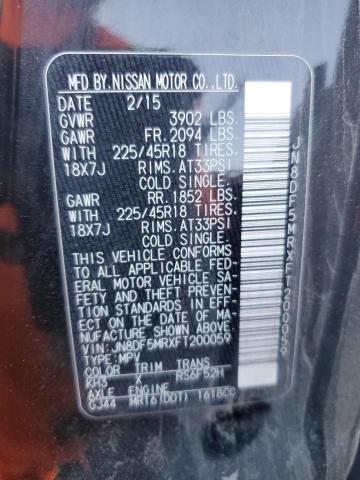 MFD.BY.NISSAN MOTOR CO.,LTD.
DATE 2/15
GVWR 3902 LBS.
GAWR FR.2094 LBS
WITH 225/45R18 TIRES.
18X7J RIMS.AT33PSI
COLD SINGLE.
GAWR RR.1852 LBS.
WITH 225/45R18 TIRES.
18X7J RIMS.AT33PSI
COLD SINGLE.
THIS VEHICLE CONFORMS
TO ALL APPLICABLE FED-
ERAL MOTOR VEHICLE SA-
FETY AND THEFT PREVEN-
TION STANDARDS IN EFF-
ECT ON THE DATE OF MA-
NUFACTURE SHOWN ABOVE.
VIN: JN8DF5MRXFT200059
TYPE:MPV
COLOR TRIM TRANS
KH3 X RS6F52H
AXLE ENGINE
GJ44 MR16(DDT) 1618CC
JN8DF5MRXFT200059